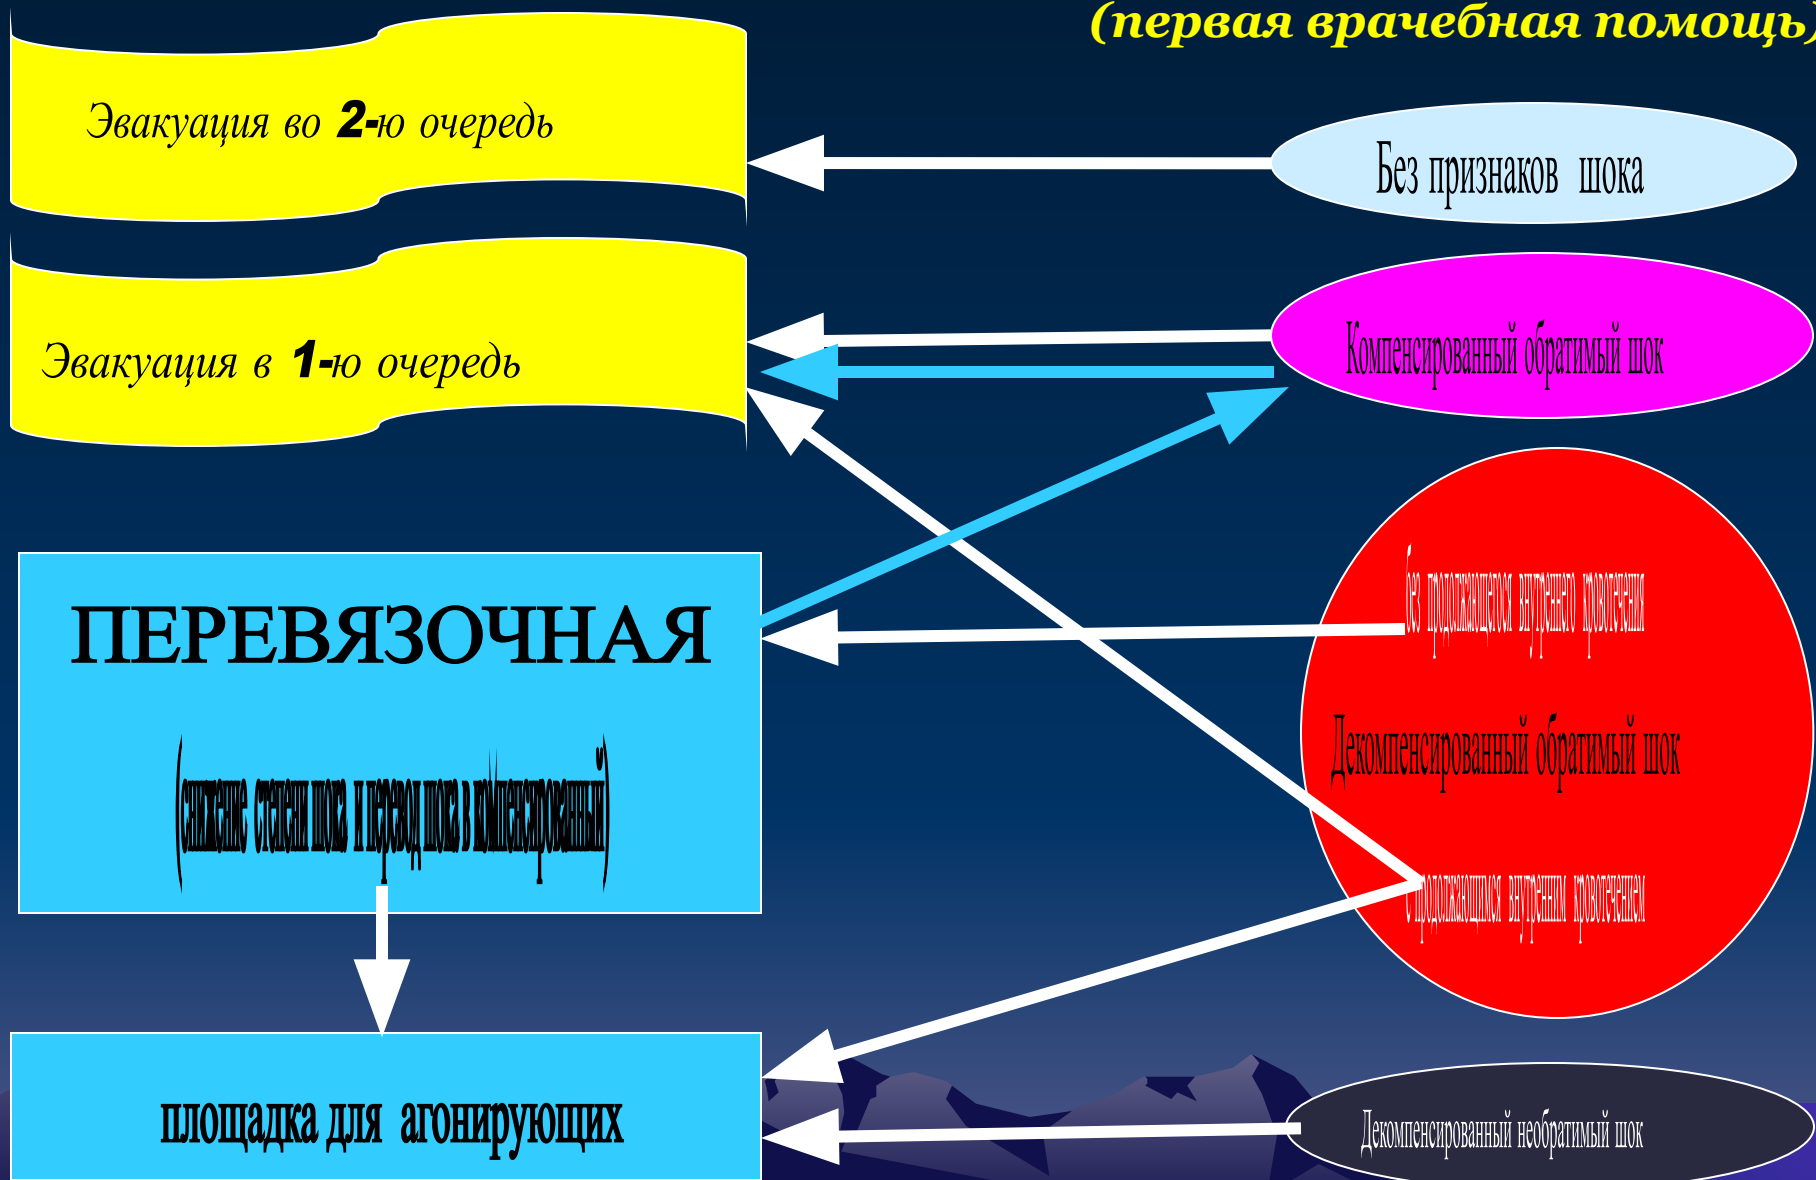 (первая врачебная помощь)
Эвакуация во 2-ю очередь
Без признаков шока
Эвакуация в 1-ю очередь
Компенсированный обратимый шок
ПЕРЕВЯЗОЧНАЯ
(снижение степени шока и перевод шока в компенсированный)
без продолжающегося внутреннего кровотечения
Декомпенсированный обратимый шок
с продолжающимся внутренним кровотечением
площадка для агонирующих
Декомпенсированный необратимый шок